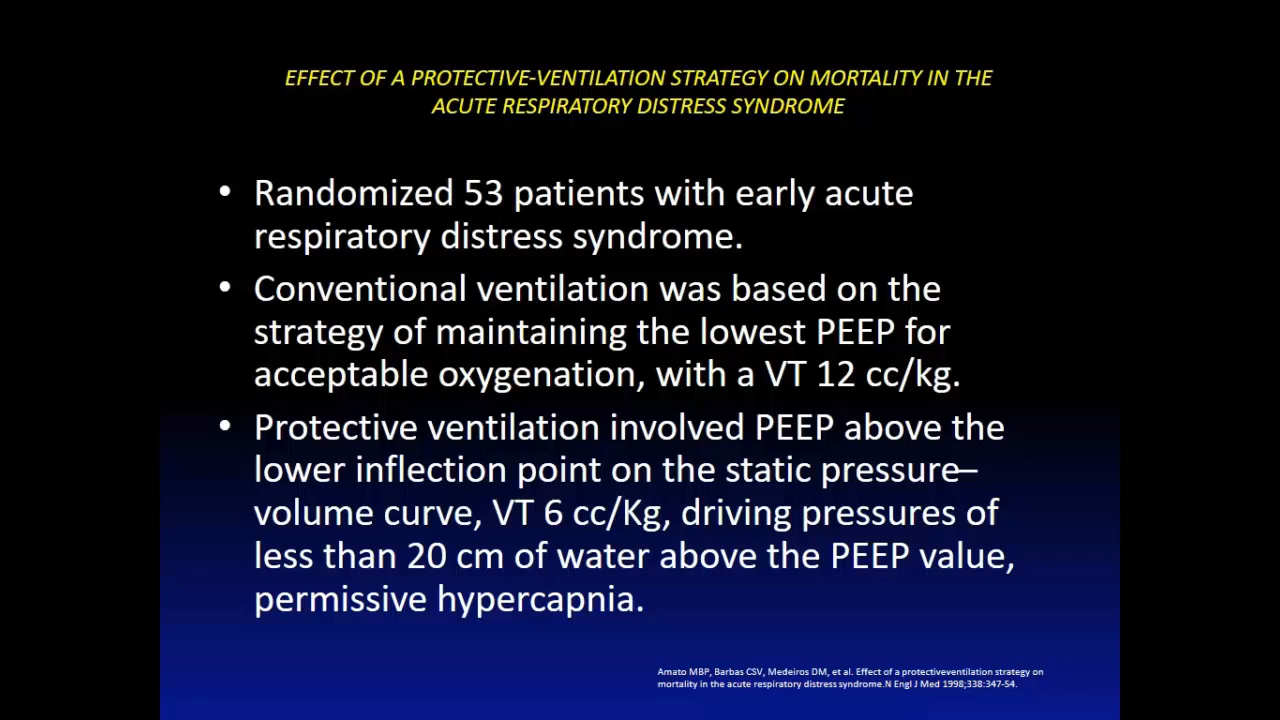 EFFECT OF A PROTECTIVE-VENTILATION STRATEGY ON MORTALITY IN THE
ACUTE RESPIRATORY DISTRESS SYNDROME
• Randomized 53 patients with early acute
respiratory distress syndrome.
• Conventional ventilation was based on the
strategy of maintaining the lowest PEEP for
acceptable oxygenation, with a VT 12 cc/kg.
• Protective ventilation involved PEEP above the
lower inflection point on the static pressure–
volume curve, VT 6 cc/Kg, driving pressures of
less than 20 cm of water above the PEEP value,
permissive hypercapnia.
Amato MBP, Barbas CSV, Medeiros DM, et al. Effect of a protectiveventilation strategy on
mortality in the acute respiratory distress syndrome.N Engl J Med 1998;338:347-54.